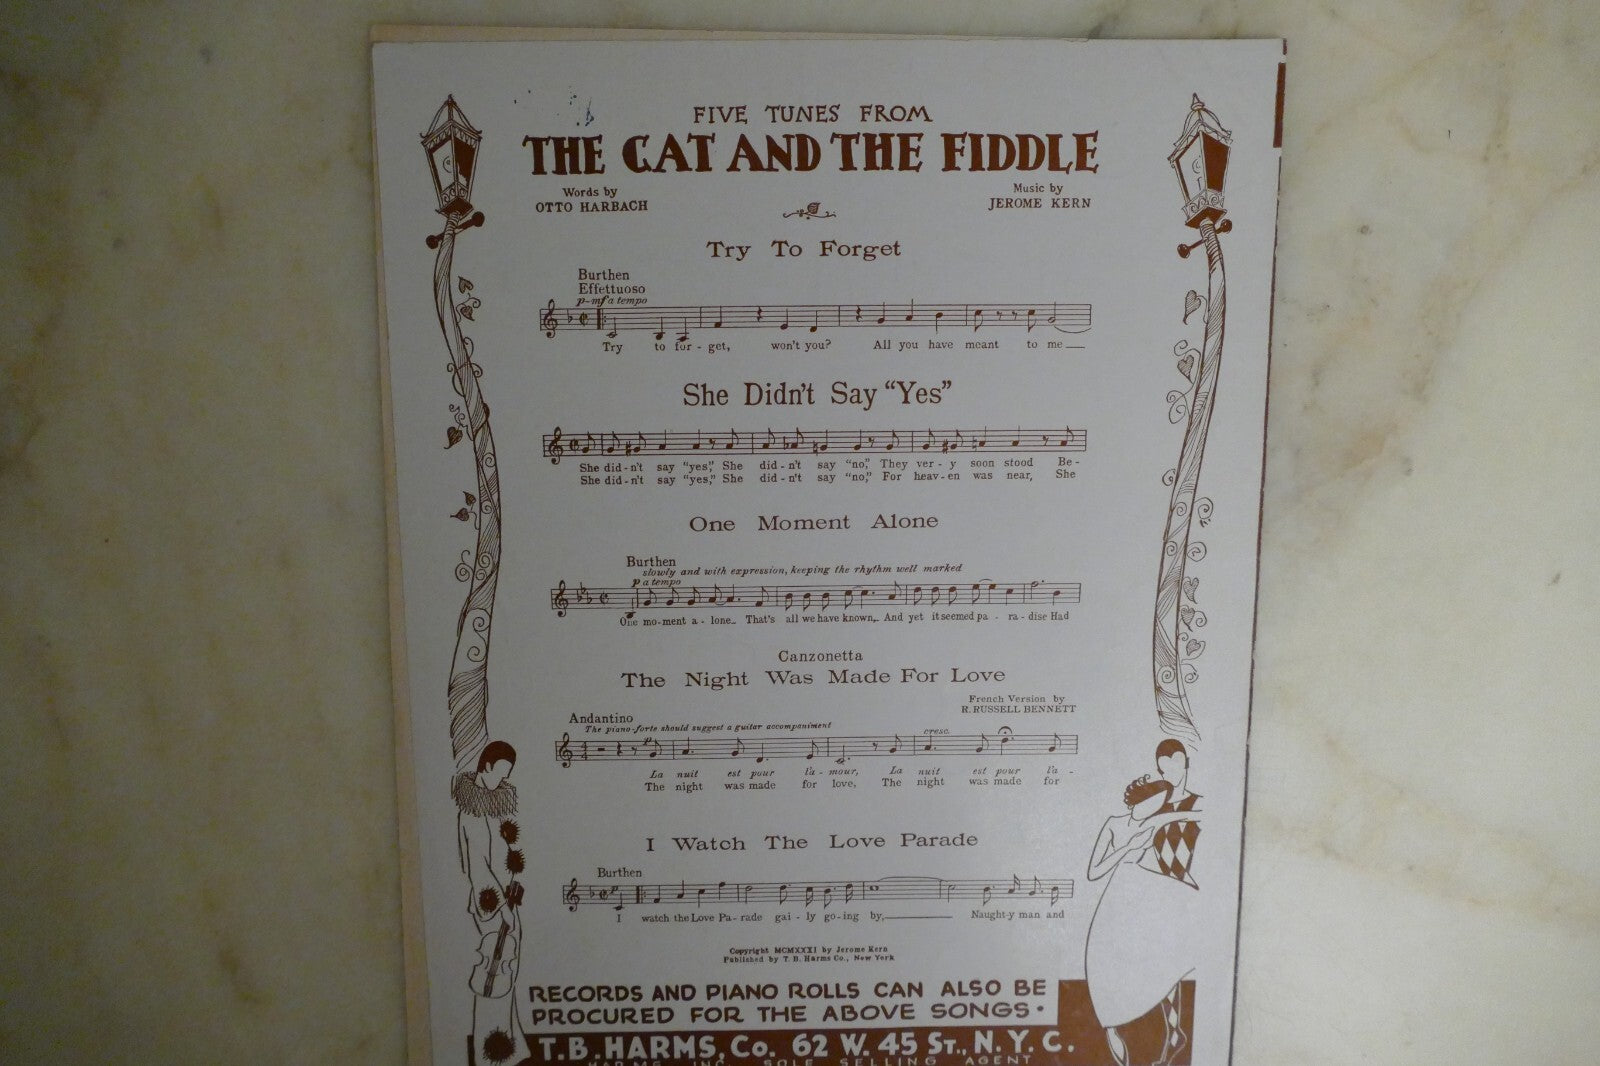 FIVE TUNES FROM
THE CAT AND THE FIDDLE
Words by
OTTO HARBACH
Music by
JEROME KERN
Try To Forget
Burthen
Effettuoso
p-mf a tempo
Try to for - get, won't you? All you have meant to me
She Didn't Say "Yes"
She did - n't say "yes," She did - n't say "no," They ver - y soon stood Be-
She did - n't say "yes," She did - n't say "no," For heav - en was near, She
One Moment Alone
Burthen
slowly and with expression, keeping the rhythm well marked
p a tempo
One mo-ment a - lone That's all we have known, And yet it seemed pa - ra - dise Had
Canzonetta
The Night Was Made For Love
French Version by
R. RUSSELL BENNETT
Andantino
The piano-forte should suggest a guitar accompaniment
p
cresc.
La nuit est pour l'a - mour, La nuit est pour l'a -
The night was made for love, The night was made for
I Watch The Love Parade
Burthen
I watch the Love Pa - rade gai - ly go - ing by, Naught-y man and
Copyright MCMXXXI by Jerome Kern
Published by T. B. Harms Co., New York
RECORDS AND PIANO ROLLS CAN ALSO BE
PROCURED FOR THE ABOVE SONGS •
T.B. HARMS, Co. 62 W. 45 ST., N.Y.C.
HARMS INC. SOLE SELLING AGENT